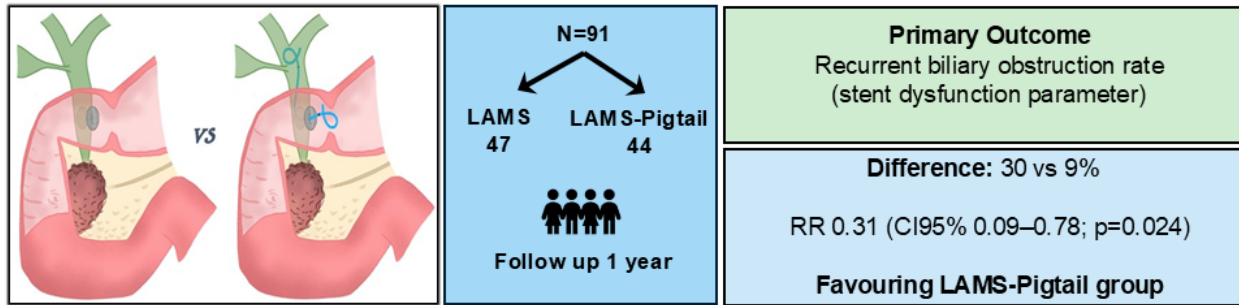 vs
N=91
LAMS
47
LAMS-Pigtail
44
Follow up 1 year
Primary Outcome
Recurrent biliary obstruction rate
(stent dysfunction parameter)
Difference: 30 vs 9%
RR 0.31 (CI95% 0.09–0.78; p=0.024)
Favouring LAMS-Pigtail group